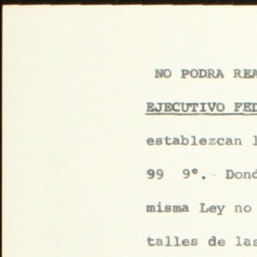 NO PODRA REA
EJECUTIVO FED
establezcan l
99 9º.- Dond
misma Ley no
talles de las